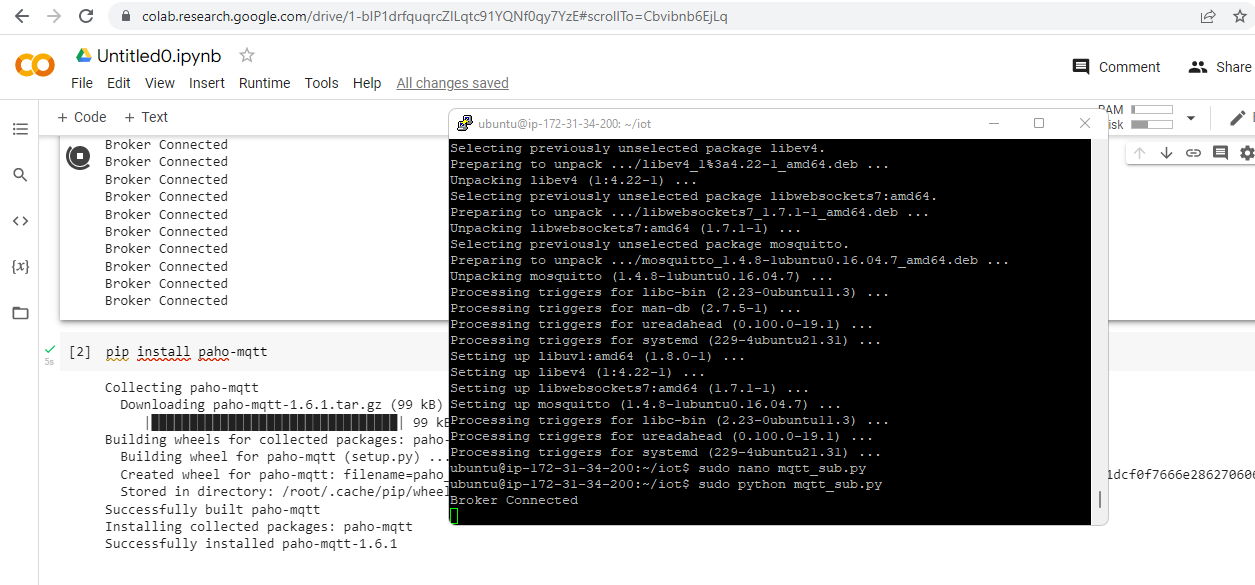 colab.research.google.com/drive/1-bIP1drfquqrcZILqtc91YQNf0qy7YzE#scrollTo=Cbvibnb6EjLq
Untitled0.ipynb
File Edit View Insert Runtime Tools Help All changes saved
Comment Share
+ Code + Text
RAM
Disk
Broker Connected
Broker Connected
Broker Connected
Broker Connected
Broker Connected
Broker Connected
Broker Connected
Broker Connected
Broker Connected
Broker Connected
{x}
5s
[2] pip install paho-mqtt
Collecting paho-mqtt
Downloading paho-mqtt-1.6.1.tar.gz (99 kB)
99 kB
Building wheels for collected packages: paho-
Building wheel for paho-mqtt (setup.py) ...
Created wheel for paho-mqtt: filename=paho_
1dcf0f7666e2862706
Stored in directory: /root/.cache/pip/wheel
Successfully built paho-mqtt
Installing collected packages: paho-mqtt
Successfully installed paho-mqtt-1.6.1
ubuntu@ip-172-31-34-200: ~/iot
Selecting previously unselected package libev4.
Preparing to unpack .../libev4_1%3a4.22-1_amd64.deb ...
Unpacking libev4 (1:4.22-1) ...
Selecting previously unselected package libwebsockets7:amd64.
Preparing to unpack .../libwebsockets7_1.7.1-1_amd64.deb ...
Unpacking libwebsockets7:amd64 (1.7.1-1) ...
Selecting previously unselected package mosquitto.
Preparing to unpack .../mosquitto_1.4.8-1ubuntu0.16.04.7_amd64.deb ...
Unpacking mosquitto (1.4.8-1ubuntu0.16.04.7) ...
Processing triggers for libc-bin (2.23-0ubuntu11.3) ...
Processing triggers for man-db (2.7.5-1) ...
Processing triggers for ureadahead (0.100.0-19.1) ...
Processing triggers for systemd (229-4ubuntu21.31) ...
Setting up libuv1:amd64 (1.8.0-1) ...
Setting up libev4 (1:4.22-1) ...
Setting up libwebsockets7:amd64 (1.7.1-1) ...
Setting up mosquitto (1.4.8-1ubuntu0.16.04.7) ...
Processing triggers for libc-bin (2.23-0ubuntu11.3) ...
Processing triggers for ureadahead (0.100.0-19.1) ...
Processing triggers for systemd (229-4ubuntu21.31) ...
ubuntu@ip-172-31-34-200:~/iot$ sudo nano mqtt_sub.py
ubuntu@ip-172-31-34-200:~/iot$ sudo python mqtt_sub.py
Broker Connected